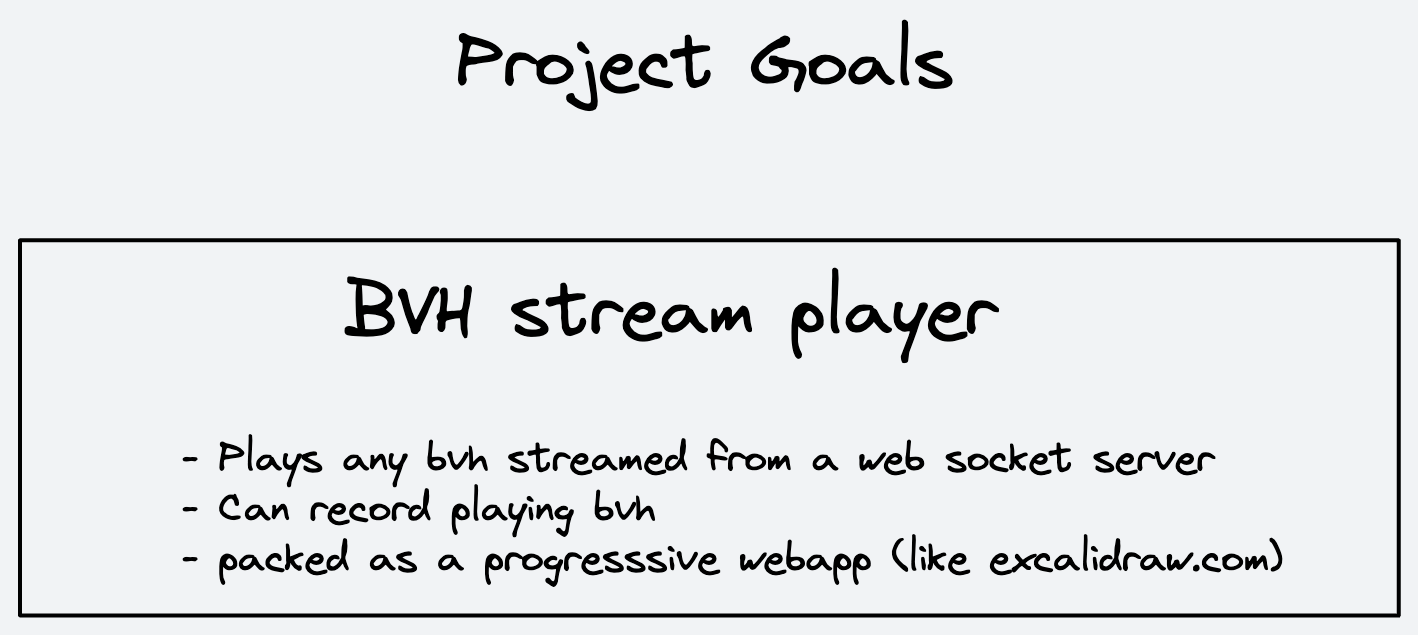 Project Goals
BVH stream player
- Plays any bvh streamed from a web socket server
- Can record playing bvh
- packed as a progresssive webapp (like excalidraw.com)